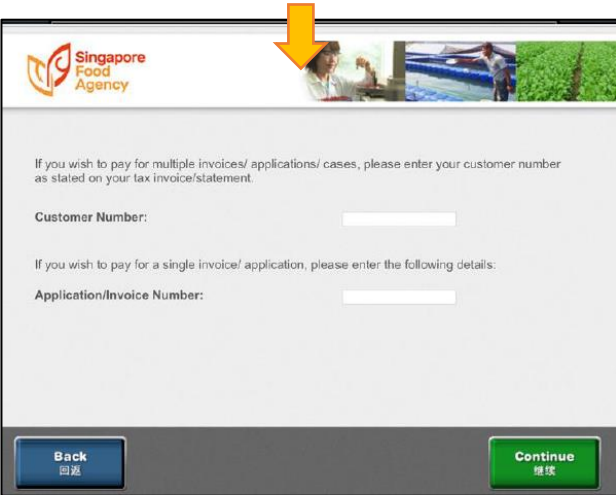 Singapore
Food
Agency
If you wish to pay for multiple invoices/ applications/ cases, please enter your customer number
as stated on your tax invoice/statement.
Customer Number:
If you wish to pay for a single invoice/ application, please enter the following details:
Application/Invoice Number:
Back
回返
Continue
继续